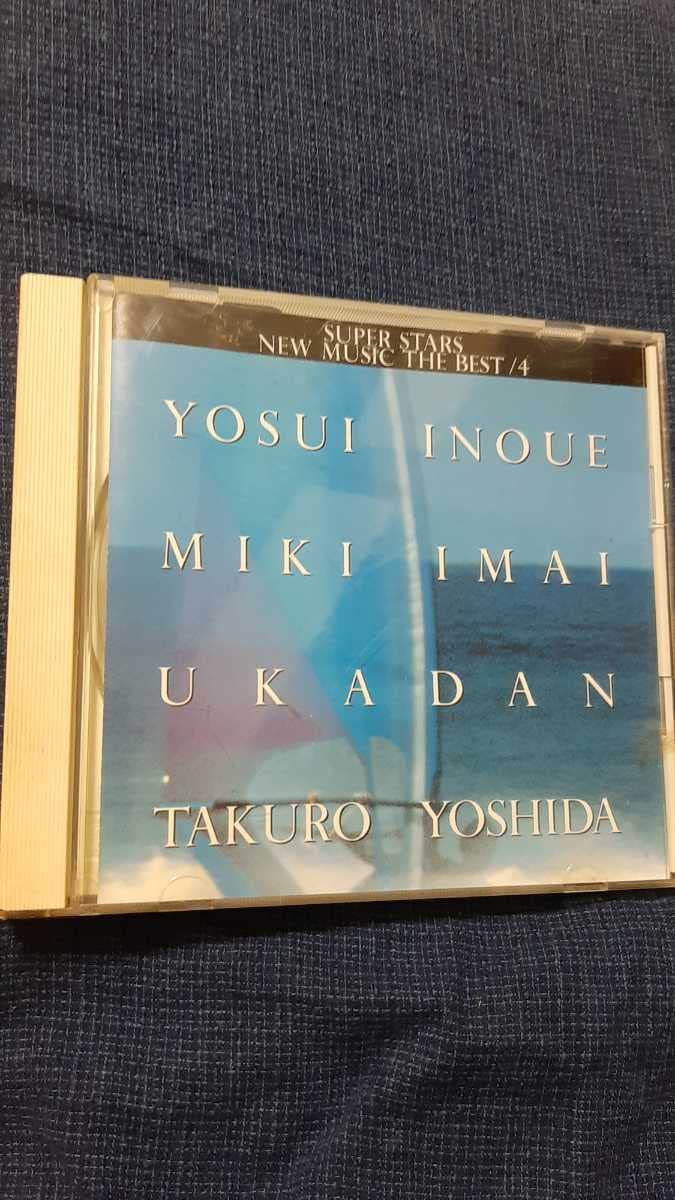 SUPER STARS
NEW MUSIC THE BEST /4
YOSUI INOUE
MIKI IMAI
UKADAN
TAKURO YOSHIDA